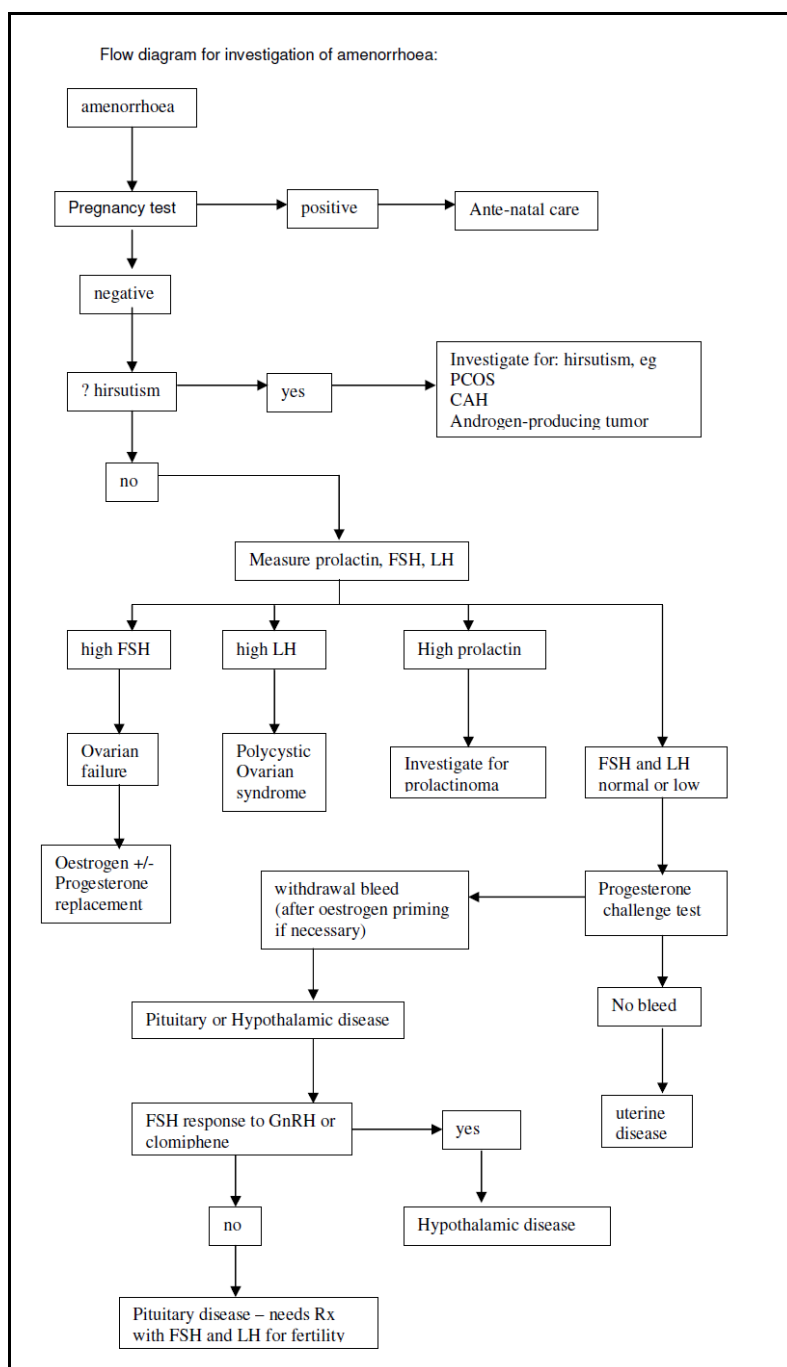 Flow diagram for investigation of amenorrhoea:
amenorrhoea
Pregnancy test
positive
Ante-natal care
negative
? hirsutism
yes
Investigate for: hirsutism, eg
PCOS
CAH
Androgen-producing tumor
no
Measure prolactin, FSH, LH
high FSH
high LH
High prolactin
Ovarian
failure
Polycystic
Ovarian
syndrome
Investigate for
prolactinoma
FSH and LH
normal or low
Oestrogen +/-
Progesterone
replacement
withdrawal bleed
(after oestrogen priming
if necessary)
Progesterone
challenge test
No bleed
Pituitary or Hypothalamic disease
uterine
disease
FSH response to GnRH or
clomiphene
yes
no
Hypothalamic disease
Pituitary disease – needs Rx
with FSH and LH for fertility